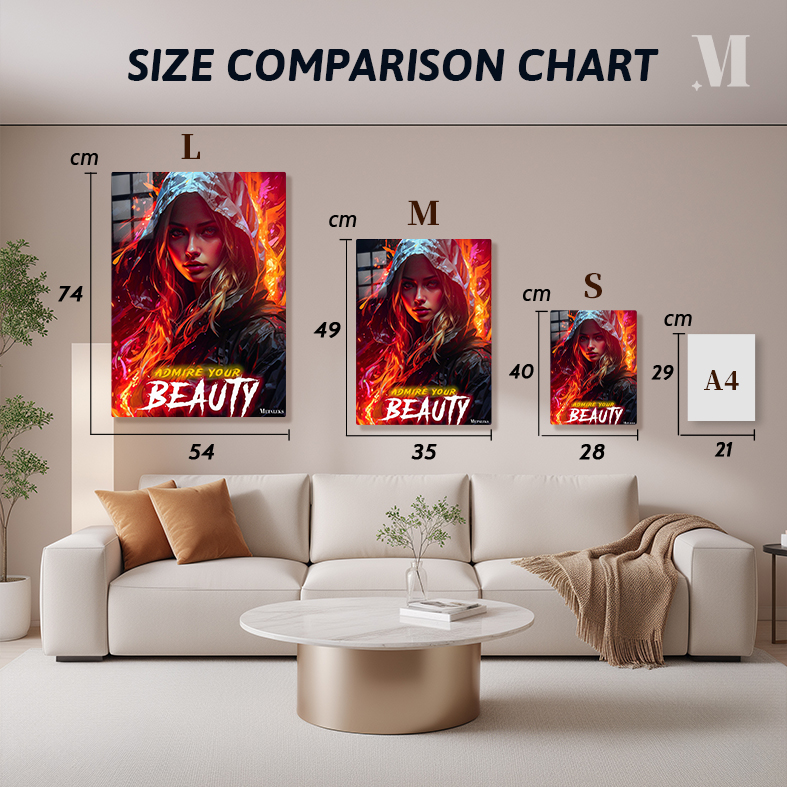 SIZE COMPARISON CHART
M
cm
L
74
ADMIRE YOUR
BEAUTY
54
cm
M
49
ADMIRE YOUR
BEAUTY
35
cm
S
40
ADMIRE YOUR
BEAUTY
28
cm
29
A4
21